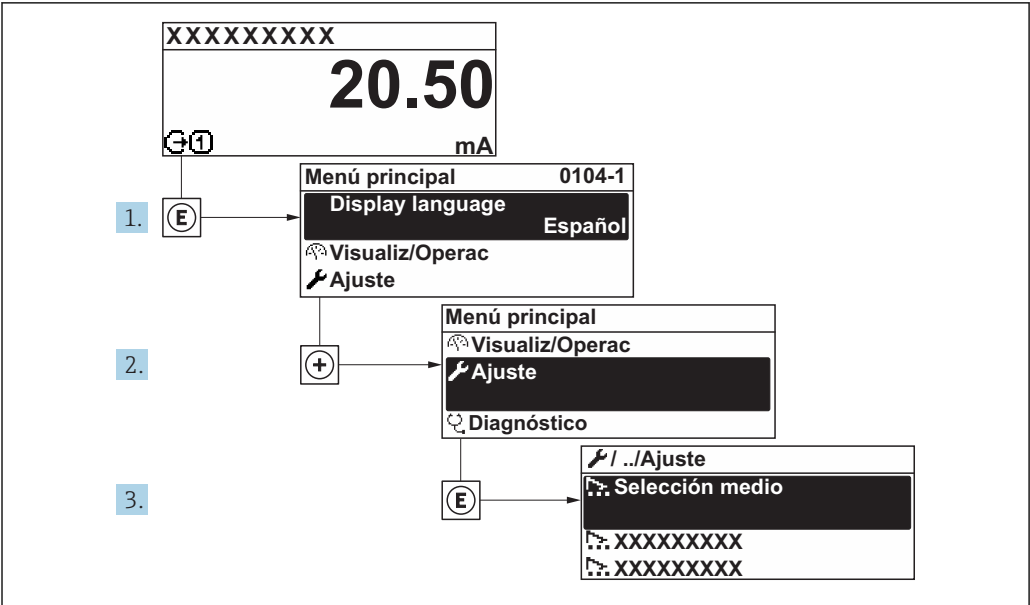 XXXXXXXXX
20.50
mA
1.
E
Menú principal 0104-1
Display language
Español
Visualiz/Operac
Ajuste
2.
+
Menú principal
Visualiz/Operac
Ajuste
Diagnóstico
3.
E
/ ../Ajuste
Selección medio
XXXXXXXXX
XXXXXXXXX